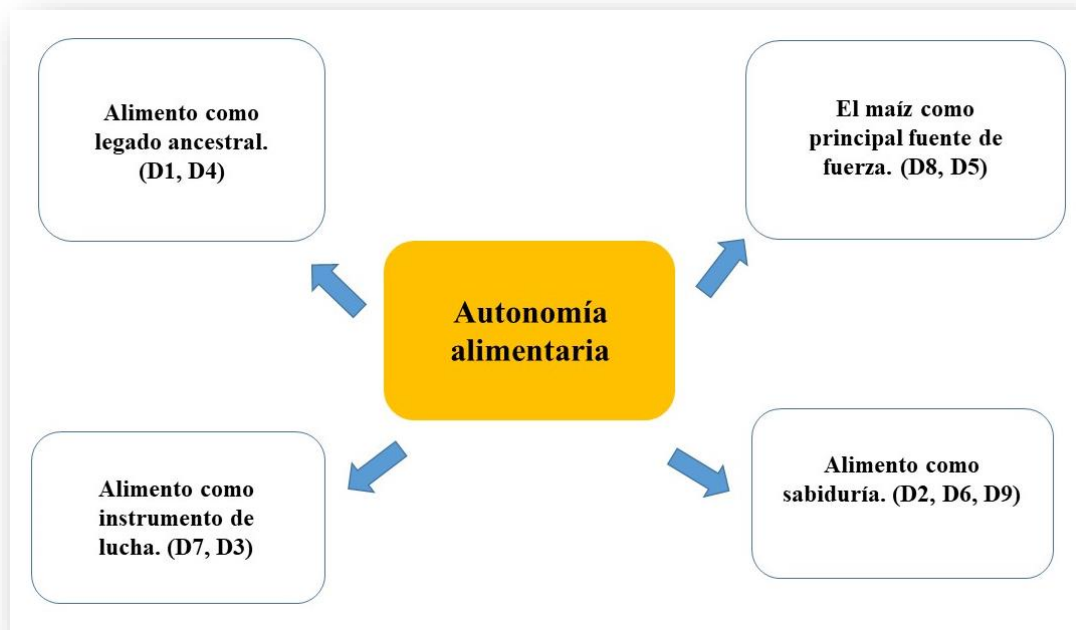 Alimento como
legado ancestral.
(D1, D4)
El maíz como
principal fuente de
fuerza. (D8, D5)
Autonomía
alimentaria
Alimento como
instrumento de
lucha. (D7, D3)
Alimento como
sabiduría. (D2, D6, D9)